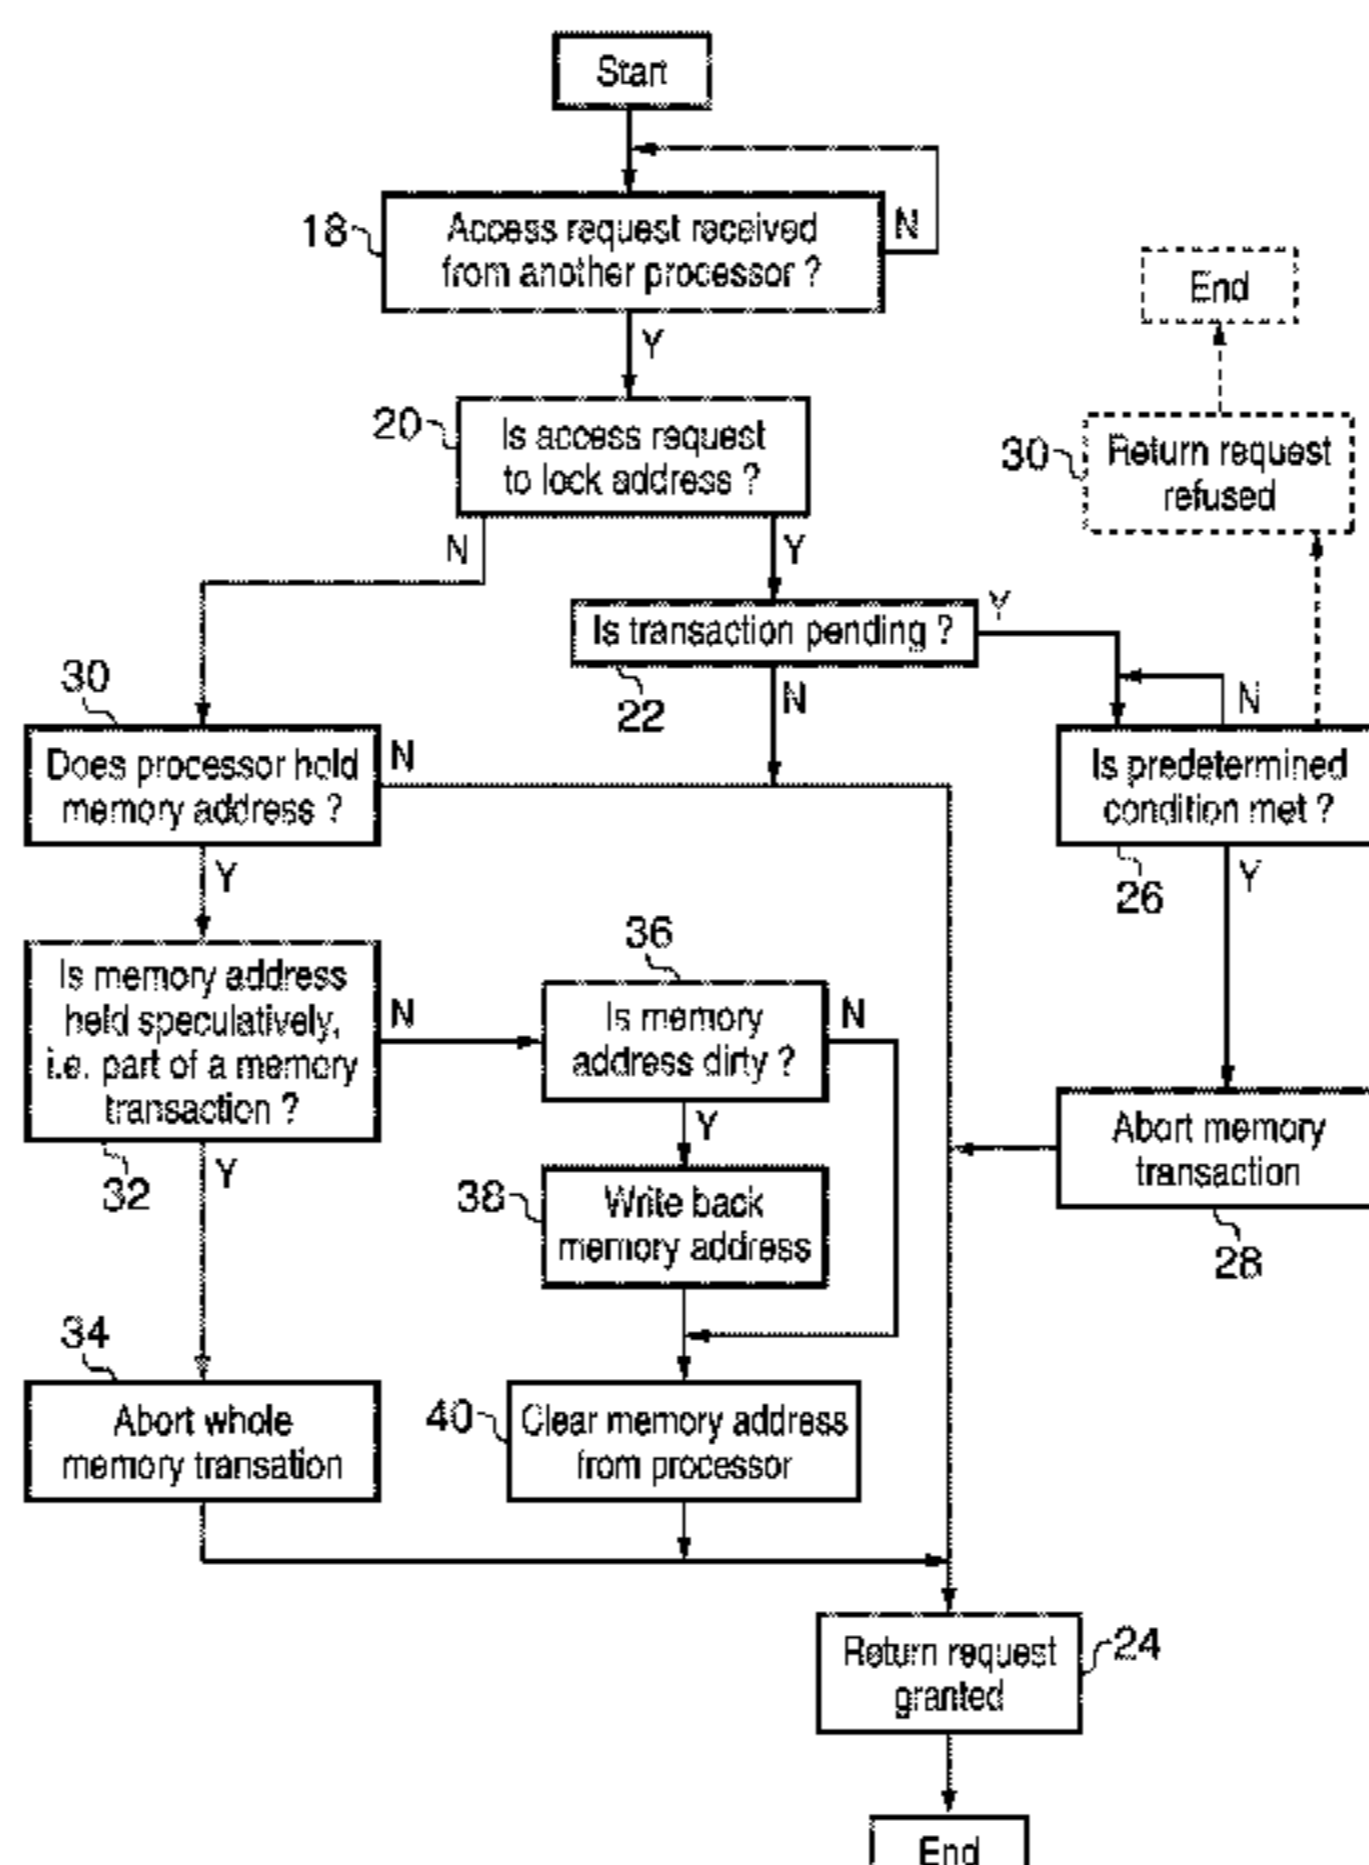 Start
18
Access request received
from another processor ?
N
Y
End
20
Is access request
to lock address ?
30
Return request
refused
N
Y
Is transaction pending ?
Y
22
N
N
30
Does processor hold
memory address ?
N
Y
Is predetermined
condition met ?
26
Y
Is memory address
held speculatively,
i.e. part of a memory
transaction ?
N
32
Y
36
Is memory
address dirty ?
N
Y
38
Write back
memory address
Abort memory
transaction
28
34
Abort whole
memory transation
40
Clear memory address
from processor
Return request
granted
24
End